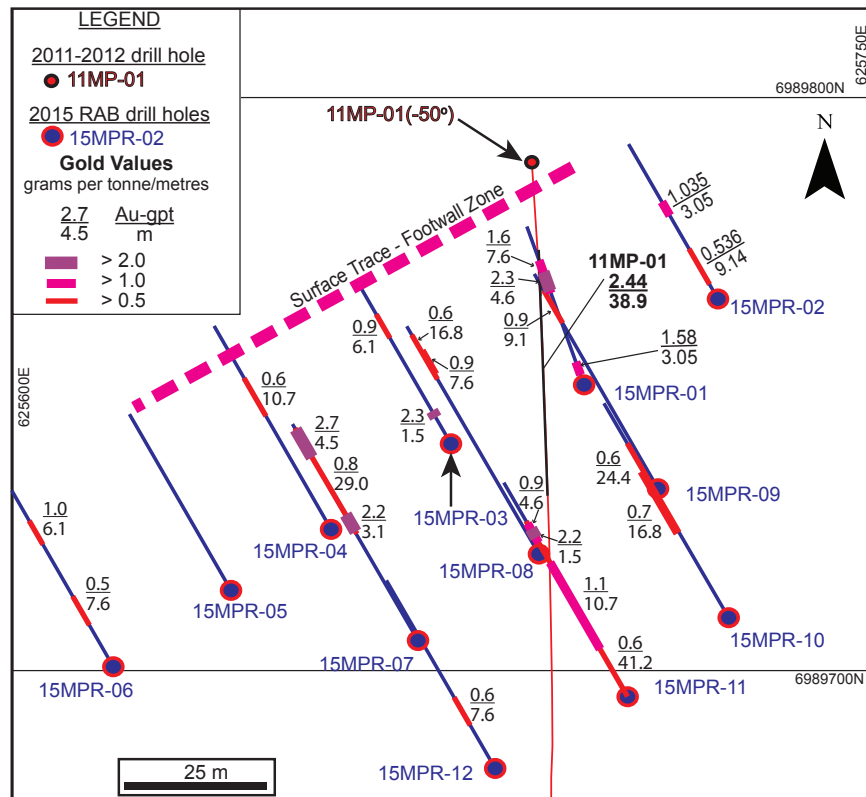 LEGEND
2011-2012 drill hole
11MP-01
2015 RAB drill holes
15MPR-02
Gold Values
grams per tonne/metres
2.7 Au-gpt
4.5 m
> 2.0
> 1.0
> 0.5
625750E
6989800N
11MP-01(-50º)
N
Surface Trace - Footwall Zone
1.035
3.05
0.536
9.14
15MPR-02
1.6
7.6
2.3
4.6
0.9
9.1
11MP-01
2.44
38.9
1.58
3.05
15MPR-01
0.6
16.8
0.9
7.6
0.9
6.1
2.3
1.5
15MPR-03
625600E
0.6
10.7
2.7
4.5
0.8
29.0
2.2
3.1
15MPR-04
0.6
24.4
0.7
16.8
15MPR-09
0.9
4.6
2.2
1.5
15MPR-08
1.0
6.1
0.5
7.6
15MPR-05
15MPR-06
15MPR-07
1.1
10.7
0.6
41.2
15MPR-10
15MPR-11
6989700N
0.6
7.6
15MPR-12
25 m